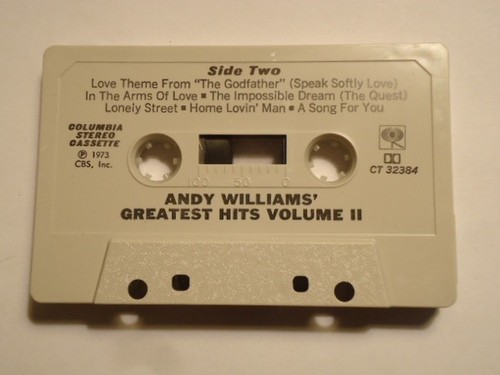 Side Two
Love Theme From "The Godfather" (Speak Softly Love)
In The Arms Of Love ▪ The Impossible Dream (The Quest)
Lonely Street ▪ Home Lovin' Man ▪ A Song For You
COLUMBIA
STEREO
CASSETTE
℗ 1973
CBS, Inc.
CT 32384
100 50 0
ANDY WILLIAMS'
GREATEST HITS VOLUME II